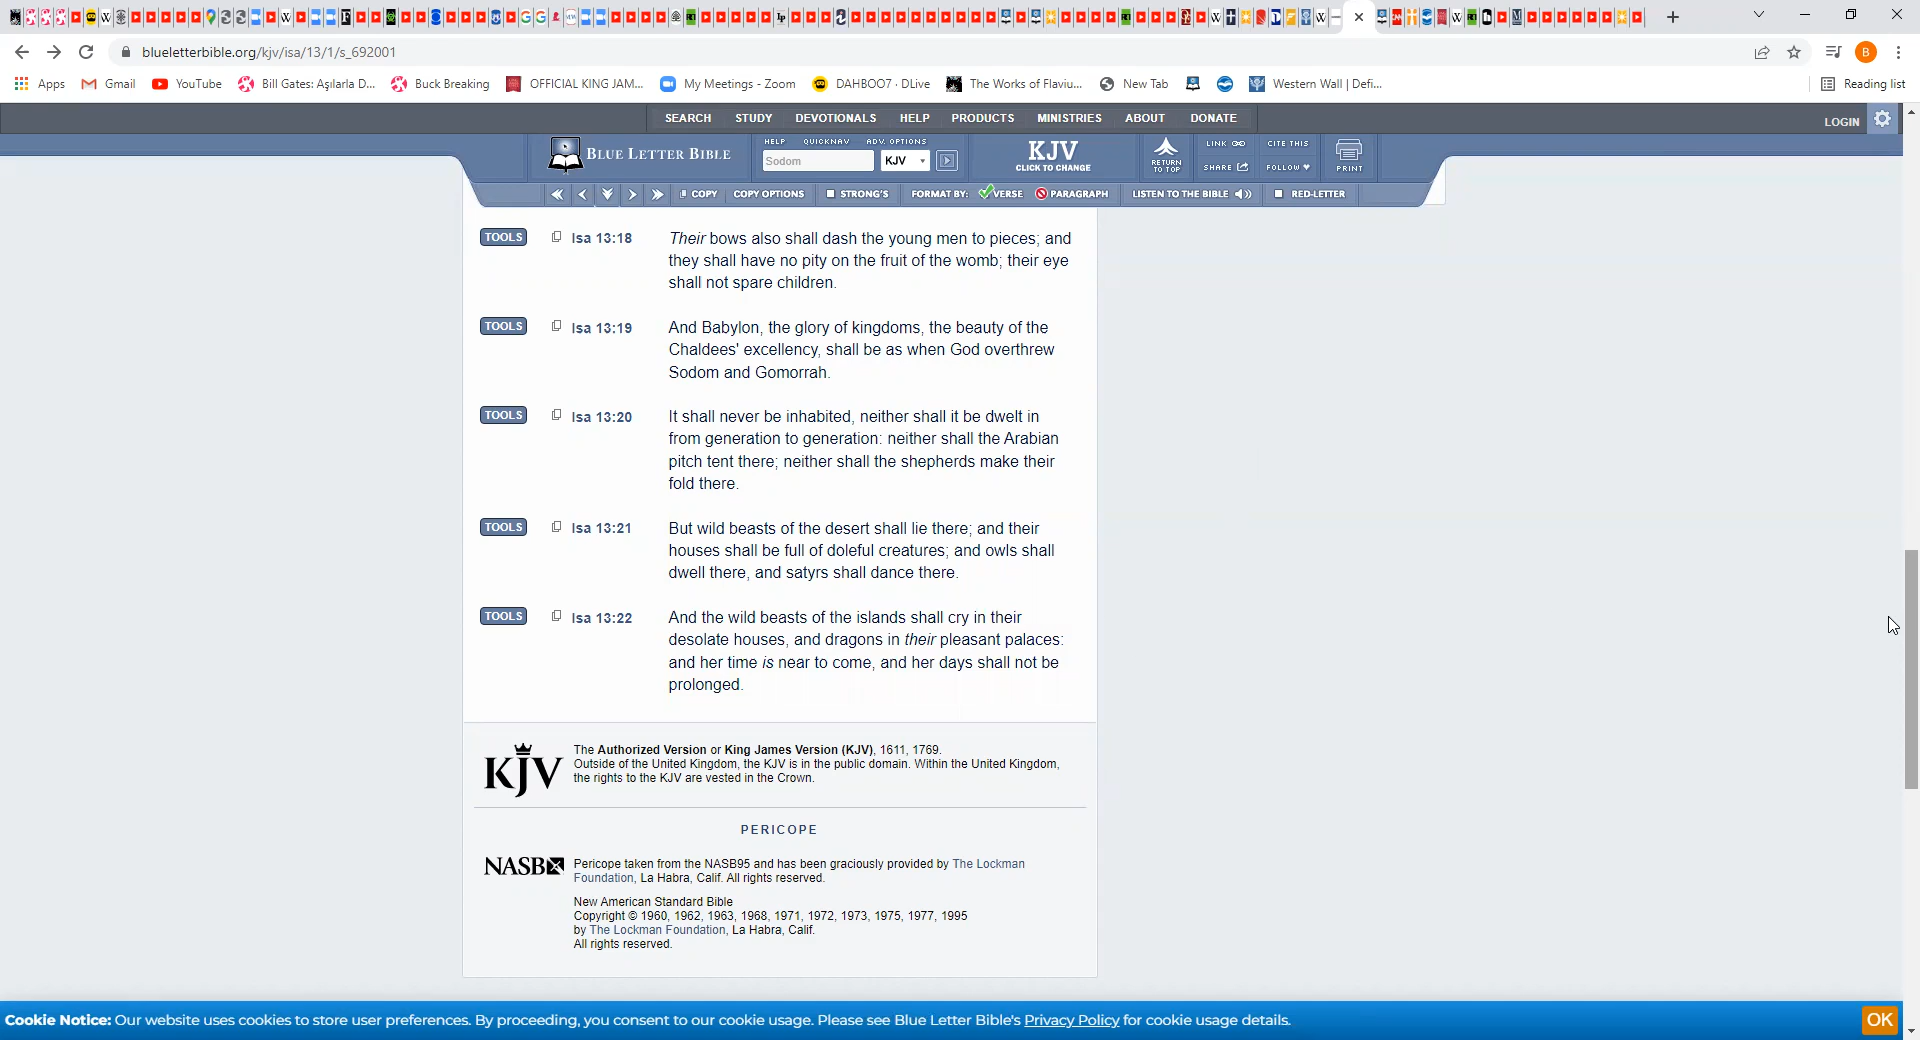 blueletterbible.org/kjv/isa/13/1/s_692001
B
Apps Gmail YouTube Bill Gates: Aşılarla D... Buck Breaking OFFICIAL KING JAM... My Meetings - Zoom DAHBOO7 · DLive The Works of Flaviu... New Tab Western Wall | Defi... Reading list
SEARCH STUDY DEVOTIONALS HELP PRODUCTS MINISTRIES ABOUT DONATE LOGIN
BLUE LETTER BIBLE
HELP QUICKNAV ADV. OPTIONS
Sodom KJV
KJV
CLICK TO CHANGE
RETURN
TO TOP
LINK CITE THIS
SHARE FOLLOW PRINT
COPY COPY OPTIONS STRONG'S FORMAT BY: VERSE PARAGRAPH LISTEN TO THE BIBLE RED-LETTER
TOOLS Isa 13:18 Their bows also shall dash the young men to pieces; and
they shall have no pity on the fruit of the womb; their eye
shall not spare children.
TOOLS Isa 13:19 And Babylon, the glory of kingdoms, the beauty of the
Chaldees' excellency, shall be as when God overthrew
Sodom and Gomorrah.
TOOLS Isa 13:20 It shall never be inhabited, neither shall it be dwelt in
from generation to generation: neither shall the Arabian
pitch tent there; neither shall the shepherds make their
fold there.
TOOLS Isa 13:21 But wild beasts of the desert shall lie there; and their
houses shall be full of doleful creatures; and owls shall
dwell there, and satyrs shall dance there.
TOOLS Isa 13:22 And the wild beasts of the islands shall cry in their
desolate houses, and dragons in their pleasant palaces:
and her time is near to come, and her days shall not be
prolonged.
KJV
The Authorized Version or King James Version (KJV), 1611, 1769.
Outside of the United Kingdom, the KJV is in the public domain. Within the United Kingdom,
the rights to the KJV are vested in the Crown.
PERICOPE
NASB
Pericope taken from the NASB95 and has been graciously provided by The Lockman
Foundation, La Habra, Calif. All rights reserved.
New American Standard Bible
Copyright © 1960, 1962, 1963, 1968, 1971, 1972, 1973, 1975, 1977, 1995
by The Lockman Foundation, La Habra, Calif.
All rights reserved.
Cookie Notice: Our website uses cookies to store user preferences. By proceeding, you consent to our cookie usage. Please see Blue Letter Bible's Privacy Policy for cookie usage details. OK